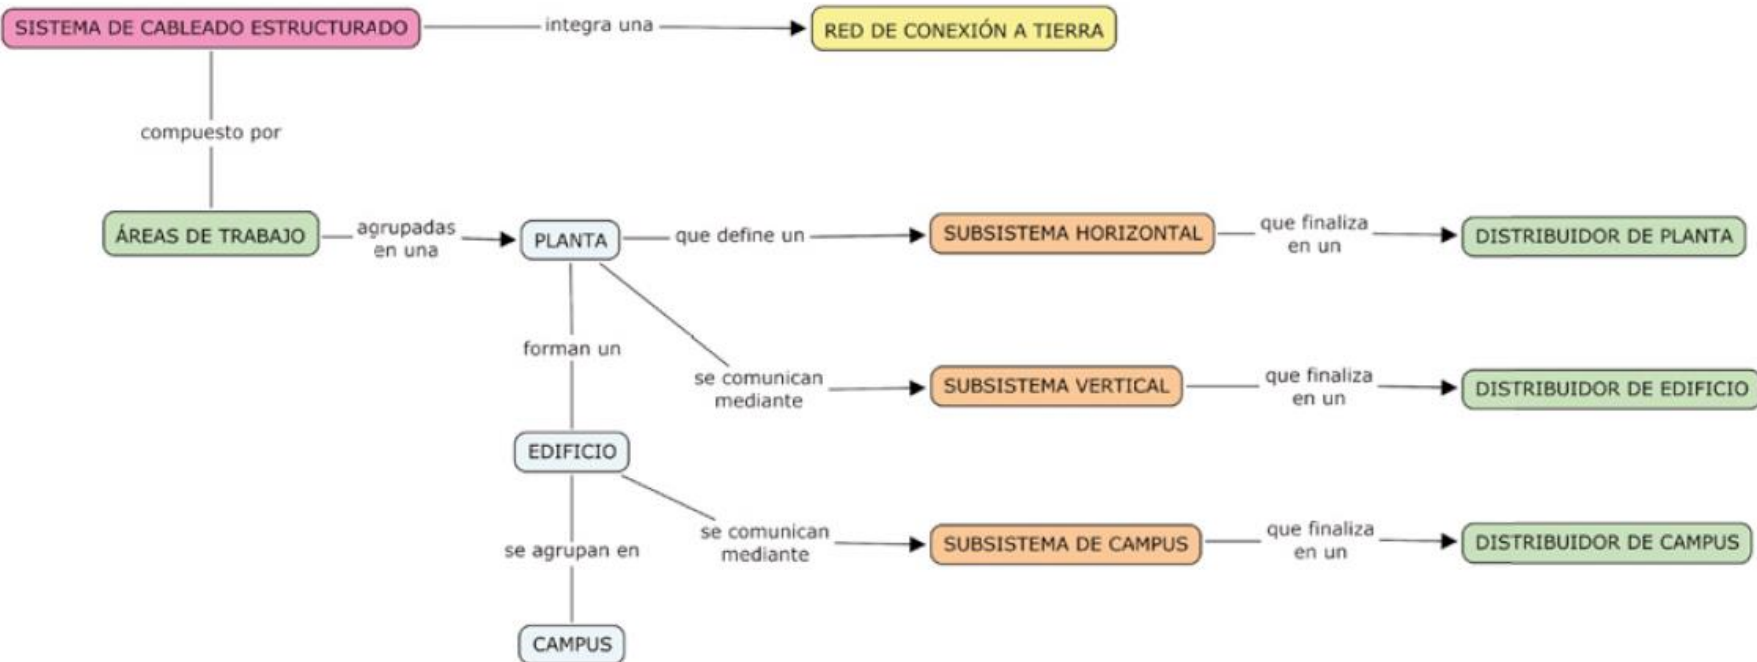 SISTEMA DE CABLEADO ESTRUCTURADO
integra una
RED DE CONEXIÓN A TIERRA
compuesto por
ÁREAS DE TRABAJO
agrupadas
en una
PLANTA
que define un
SUBSISTEMA HORIZONTAL
que finaliza
en un
DISTRIBUIDOR DE PLANTA
forman un
se comunican
mediante
SUBSISTEMA VERTICAL
que finaliza
en un
DISTRIBUIDOR DE EDIFICIO
EDIFICIO
se agrupan en
se comunican
mediante
SUBSISTEMA DE CAMPUS
que finaliza
en un
DISTRIBUIDOR DE CAMPUS
CAMPUS